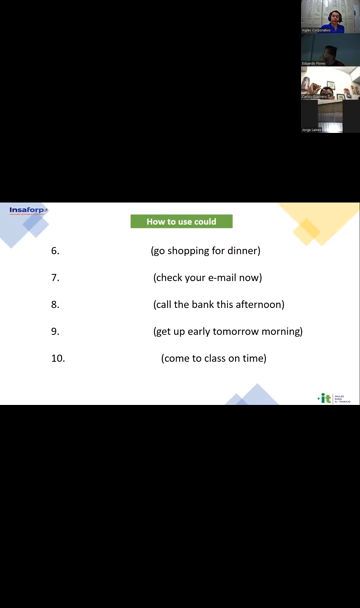 Insaforp
How to use could
6. (go shopping for dinner)
7. (check your e-mail now)
8. (call the bank this afternoon)
9. (get up early tomorrow morning)
10. (come to class on time)
it